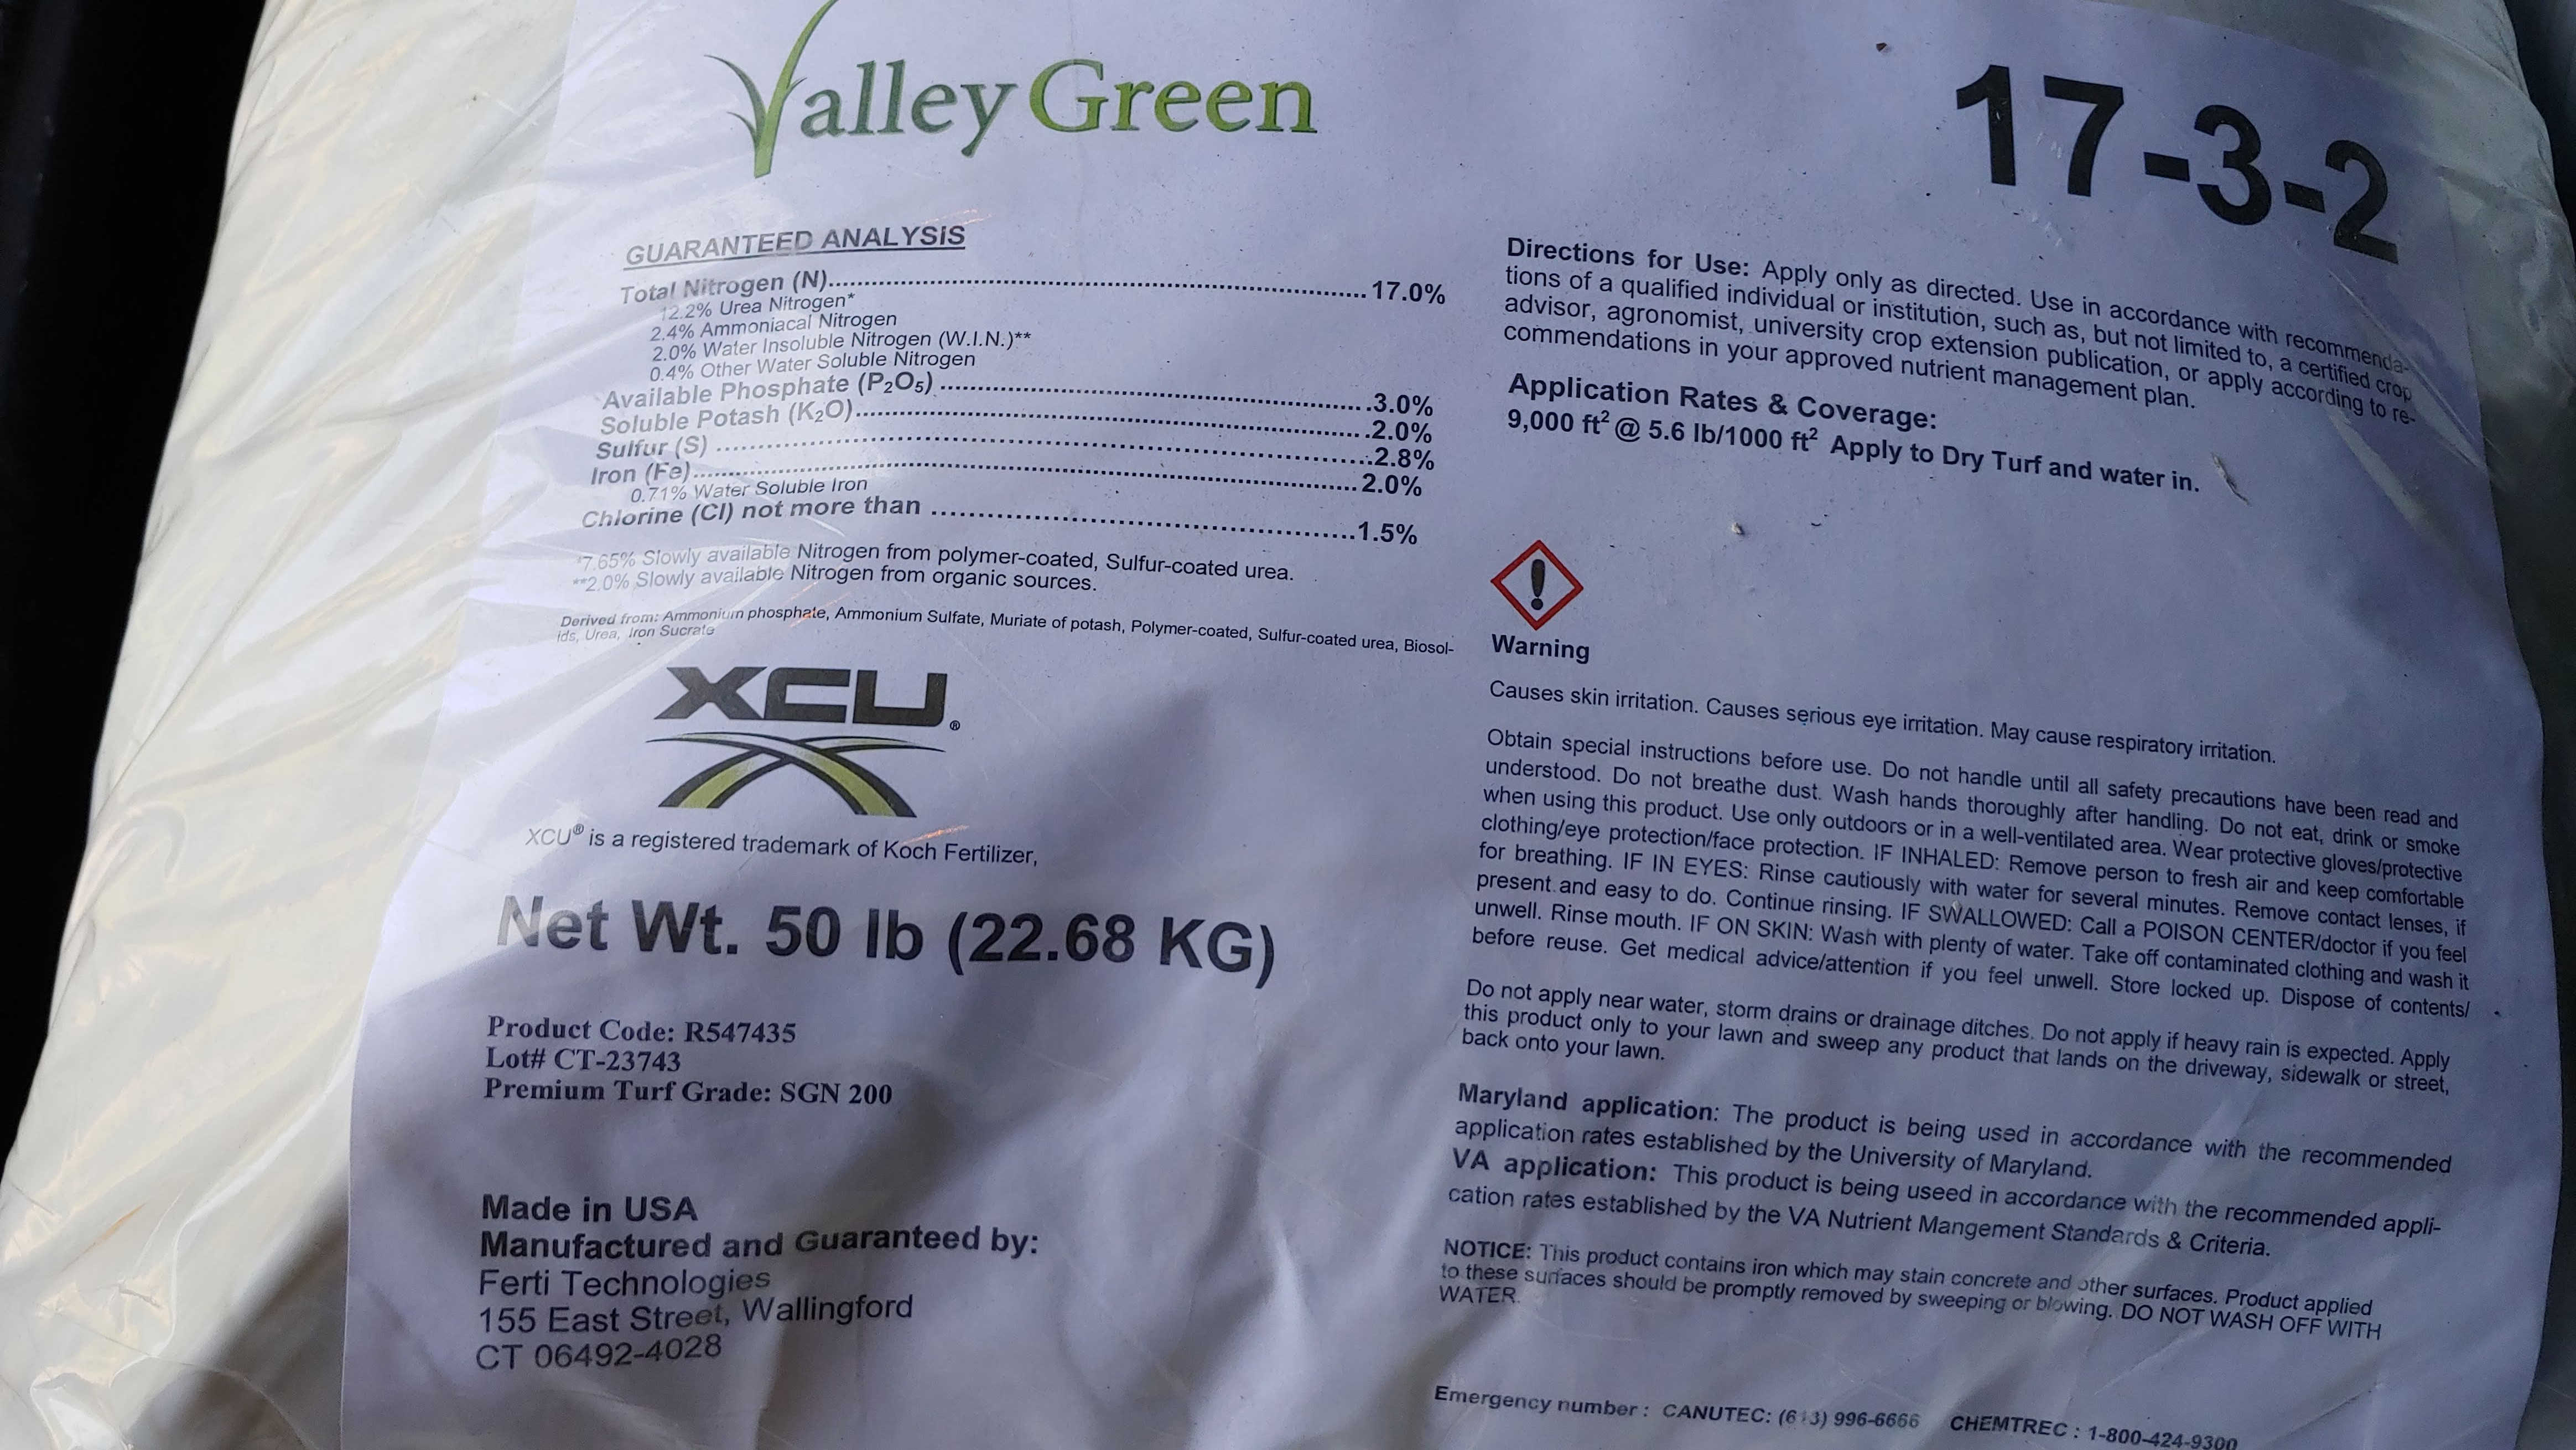 Valley Green
17-3-2
GUARANTEED ANALYSIS
Total Nitrogen (N)..........17.0%
12.2% Urea Nitrogen*
2.4% Ammoniacal Nitrogen
2.0% Water Insoluble Nitrogen (W.I.N.)**
0.4% Other Water Soluble Nitrogen
Available Phosphate (P₂O₅)..........3.0%
Soluble Potash (K₂O)..........2.0%
Sulfur (S)..........2.8%
Iron (Fe)..........2.0%
0.71% Water Soluble Iron
Chlorine (Cl) not more than..........1.5%
*7.65% Slowly available Nitrogen from polymer-coated, Sulfur-coated urea.
**2.0% Slowly available Nitrogen from organic sources.
Derived from: Ammonium phosphate, Ammonium Sulfate, Muriate of potash, Polymer-coated, Sulfur-coated urea, Biosol-
ids, Urea, Iron Sucrate
XCU®
XCU® is a registered trademark of Koch Fertilizer,
Net Wt. 50 lb (22.68 KG)
Product Code: R547435
Lot# CT-23743
Premium Turf Grade: SGN 200
Made in USA
Manufactured and Guaranteed by:
Ferti Technologies
155 East Street, Wallingford
CT 06492-4028
Directions for Use: Apply only as directed. Use in accordance with recommenda-
tions of a qualified individual or institution, such as, but not limited to, a certified crop
advisor, agronomist, university crop extension publication, or apply according to re-
commendations in your approved nutrient management plan.
Application Rates & Coverage:
9,000 ft² @ 5.6 lb/1000 ft² Apply to Dry Turf and water in.
Warning
Causes skin irritation. Causes serious eye irritation. May cause respiratory irritation.
Obtain special instructions before use. Do not handle until all safety precautions have been read and
understood. Do not breathe dust. Wash hands thoroughly after handling. Do not eat, drink or smoke
when using this product. Use only outdoors or in a well-ventilated area. Wear protective gloves/protective
clothing/eye protection/face protection. IF INHALED: Remove person to fresh air and keep comfortable
for breathing. IF IN EYES: Rinse cautiously with water for several minutes. Remove contact lenses, if
present and easy to do. Continue rinsing. IF SWALLOWED: Call a POISON CENTER/doctor if you feel
unwell. Rinse mouth. IF ON SKIN: Wash with plenty of water. Take off contaminated clothing and wash it
before reuse. Get medical advice/attention if you feel unwell. Store locked up. Dispose of contents/
Do not apply near water, storm drains or drainage ditches. Do not apply if heavy rain is expected. Apply
this product only to your lawn and sweep any product that lands on the driveway, sidewalk or street,
back onto your lawn.
Maryland application: The product is being used in accordance with the recommended
application rates established by the University of Maryland.
VA application: This product is being useed in accordance with the recommended appli-
cation rates established by the VA Nutrient Mangement Standards & Criteria.
NOTICE: This product contains iron which may stain concrete and other surfaces. Product applied
to these surfaces should be promptly removed by sweeping or blowing. DO NOT WASH OFF WITH
WATER.
Emergency number : CANUTEC: (613) 996-6666 CHEMTREC : 1-800-424-9300